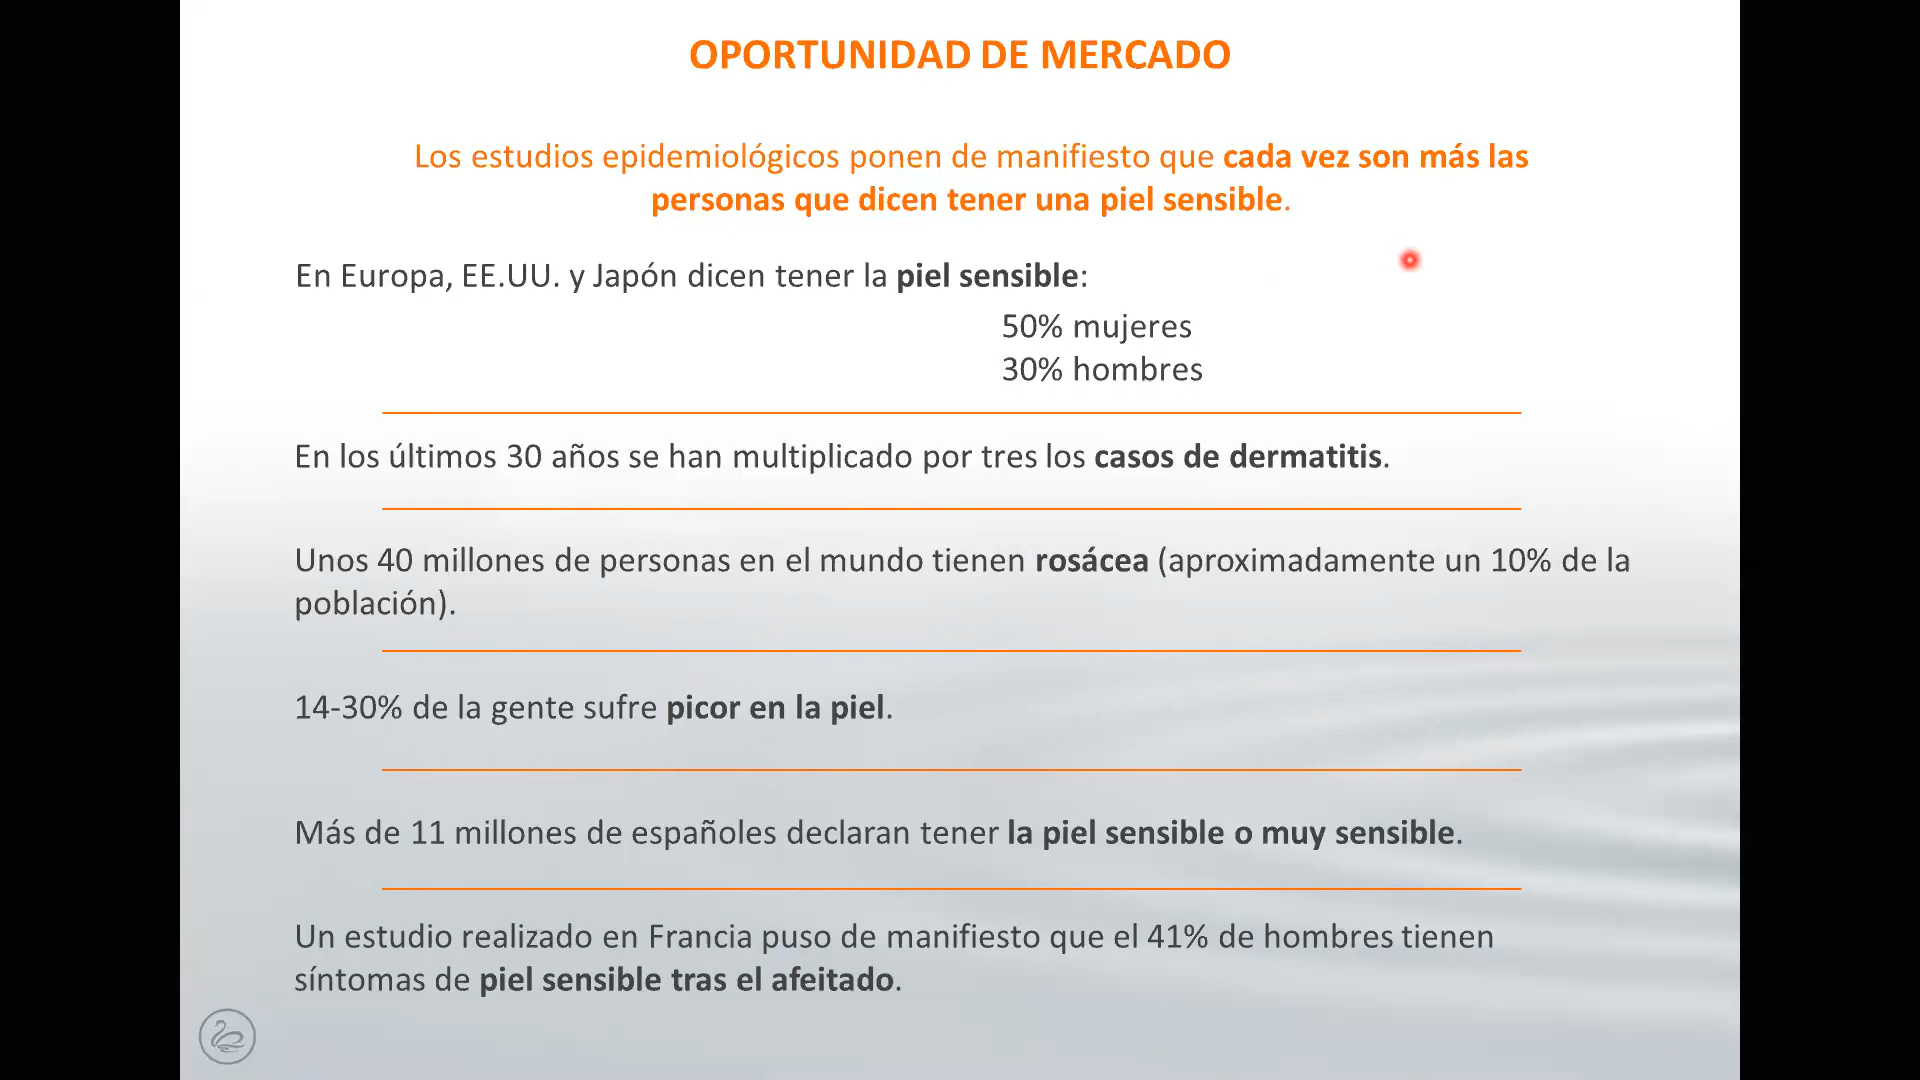 OPORTUNIDAD DE MERCADO
Los estudios epidemiológicos ponen de manifiesto que cada vez son más las
personas que dicen tener una piel sensible.
En Europa, EE.UU. y Japón dicen tener la piel sensible:
50% mujeres
30% hombres
En los últimos 30 años se han multiplicado por tres los casos de dermatitis.
Unos 40 millones de personas en el mundo tienen rosácea (aproximadamente un 10% de la
población).
14-30% de la gente sufre picor en la piel.
Más de 11 millones de españoles declaran tener la piel sensible o muy sensible.
Un estudio realizado en Francia puso de manifiesto que el 41% de hombres tienen
síntomas de piel sensible tras el afeitado.